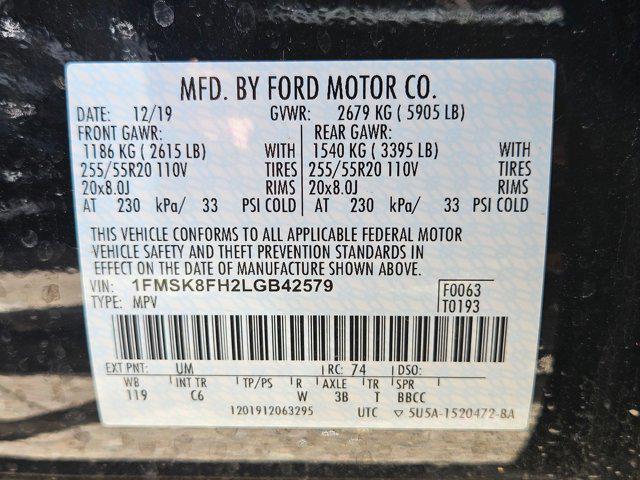 MFD. BY FORD MOTOR CO.
DATE: 12/19 GVWR: 2679 KG ( 5905 LB)
FRONT GAWR: REAR GAWR:
1186 KG ( 2615 LB) WITH 1540 KG ( 3395 LB) WITH
255/55R20 110V TIRES 255/55R20 110V TIRES
20x8.0J RIMS 20x8.0J RIMS
AT 230 kPa/ 33 PSI COLD AT 230 kPa/ 33 PSI COLD
THIS VEHICLE CONFORMS TO ALL APPLICABLE FEDERAL MOTOR
VEHICLE SAFETY AND THEFT PREVENTION STANDARDS IN
EFFECT ON THE DATE OF MANUFACTURE SHOWN ABOVE.
VIN: 1FMSK8FH2LGB42579 F0063
TYPE: MPV T0193
EXT PNT: UM RC: 74 DSO:
WB INT TR TP/PS R AXLE TR SPR
119 C6 W 3B T BBCC
1201912063295 UTC ▽ 5U5A-1520472-BA